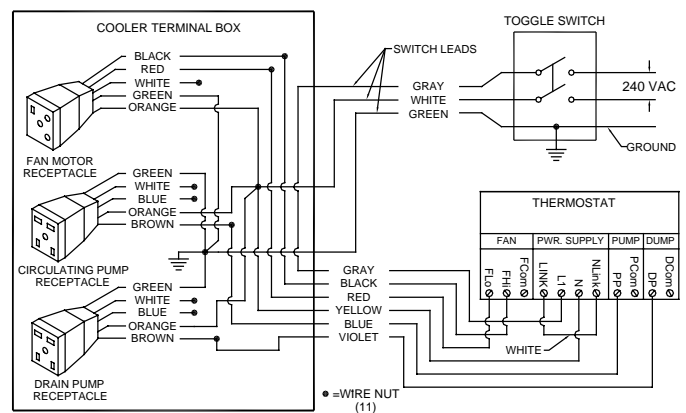 COOLER TERMINAL BOX
TOGGLE SWITCH
BLACK
RED
WHITE
GREEN
ORANGE
FAN MOTOR
RECEPTACLE
SWITCH LEADS
GRAY
WHITE
GREEN
240 VAC
GROUND
GREEN
WHITE
BLUE
ORANGE
BROWN
CIRCULATING PUMP
RECEPTACLE
THERMOSTAT
FAN
PWR. SUPPLY
PUMP
DUMP
FLo
FHi
FCom
LINK
L1
N
NLink
PP
PCom
DP
DCom
GREEN
WHITE
BLUE
ORANGE
BROWN
DRAIN PUMP
RECEPTACLE
GRAY
BLACK
RED
YELLOW
BLUE
VIOLET
WHITE
=WIRE NUT
(11)